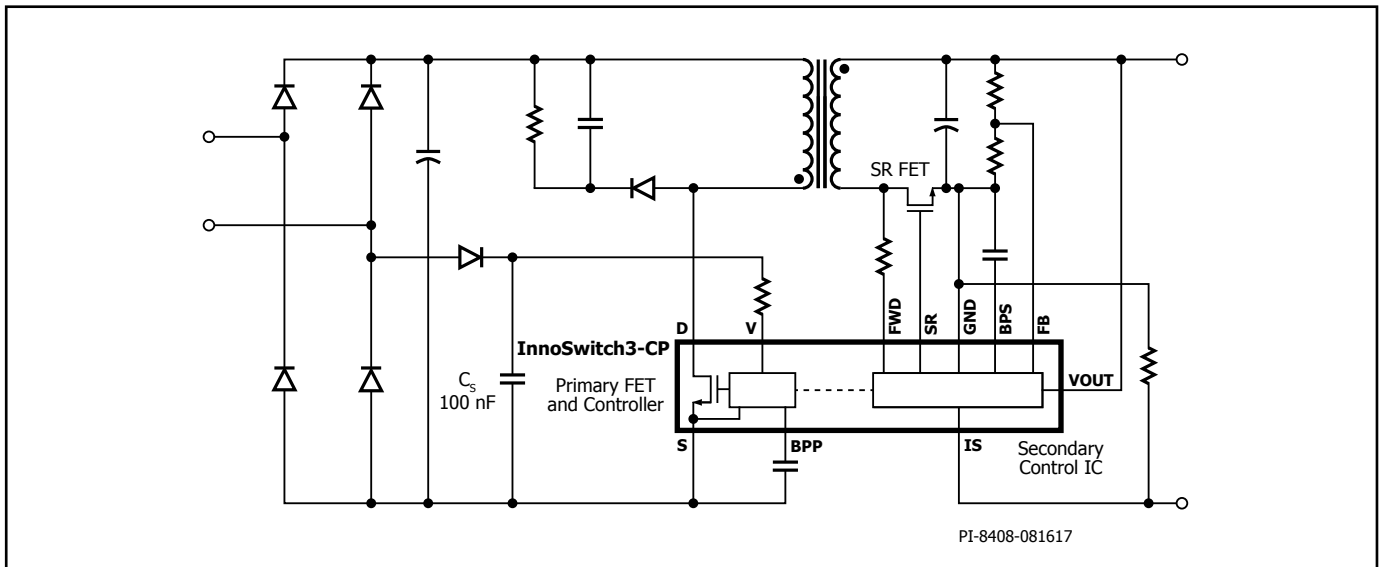 SR FET
FWD
SR
GND
BPS
FB
D
V
InnoSwitch3-CP
VOUT
C_S
100 nF
Primary FET
and Controller
S
BPP
IS
Secondary
Control IC
PI-8408-081617